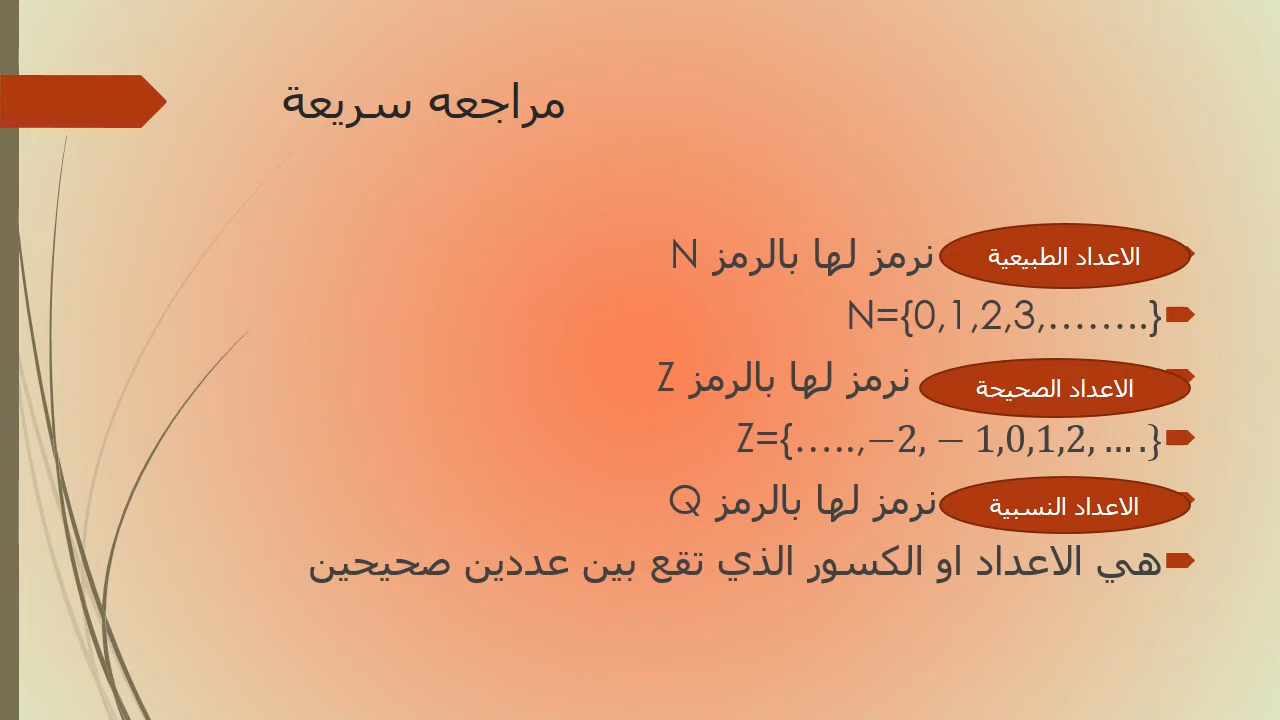 مراجعه سريعة
الاعداد الطبيعية نرمز لها بالرمز N
N={0,1,2,3,……..}
الاعداد الصحيحة نرمز لها بالرمز Z
Z={…..,−2, − 1,0,1,2, … .}
الاعداد النسبية نرمز لها بالرمز Q
هي الاعداد او الكسور الذي تقع بين عددين صحيحين